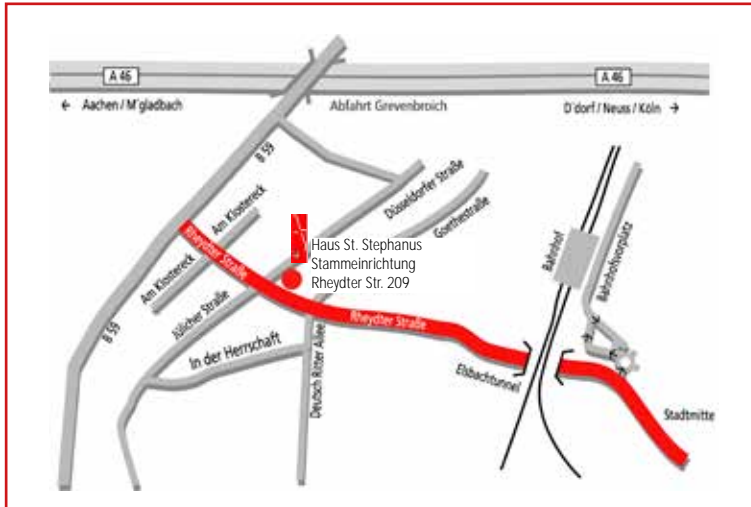 A 46
A 46
← Aachen / M´gladbach
Abfahrt Grevenbroich
D´dorf / Neuss / Köln →
B 59
Düsseldorfer Straße
Goethestraße
Am Klostereck
Am Klostereck
Rheydter Straße
Haus St. Stephanus
Stammeinrichtung
Rheydter Str. 209
Bahnhof
Bahnhofsvorplatz
Jülicher Straße
B 59
In der Herrschaft
Deutsch Ritter Allee
Rheydter Straße
Elsbachtunnel
Stadtmitte